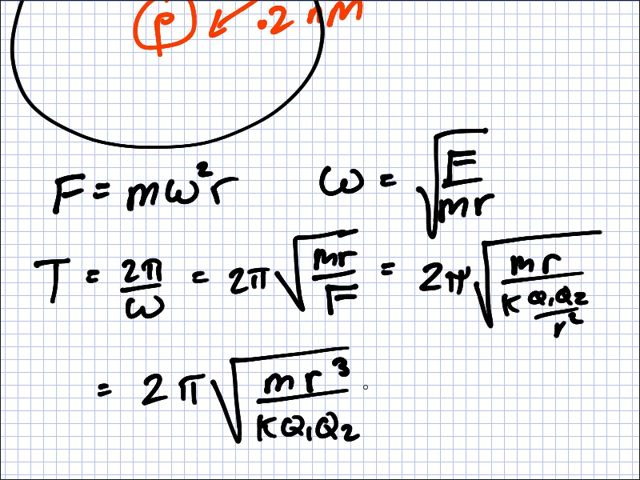 p .2 nM
F = mω²r ω = √(F/mr)
T = 2π/ω = 2π√(mr/F) = 2π√(mr/(KQ₁Q₂/r²))
= 2π√(mr³/KQ₁Q₂)